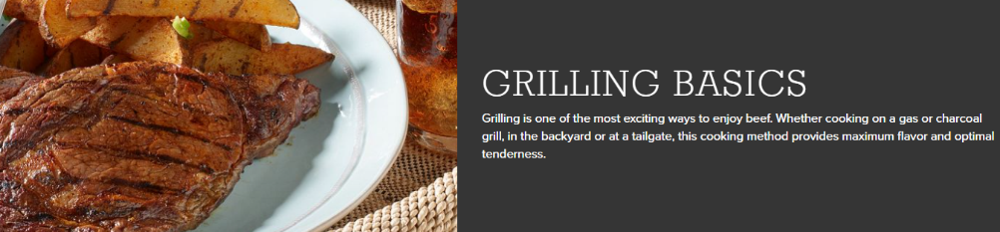 GRILLING BASICS
Grilling is one of the most exciting ways to enjoy beef. Whether cooking on a gas or charcoal
grill, in the backyard or at a tailgate, this cooking method provides maximum flavor and optimal
tenderness.